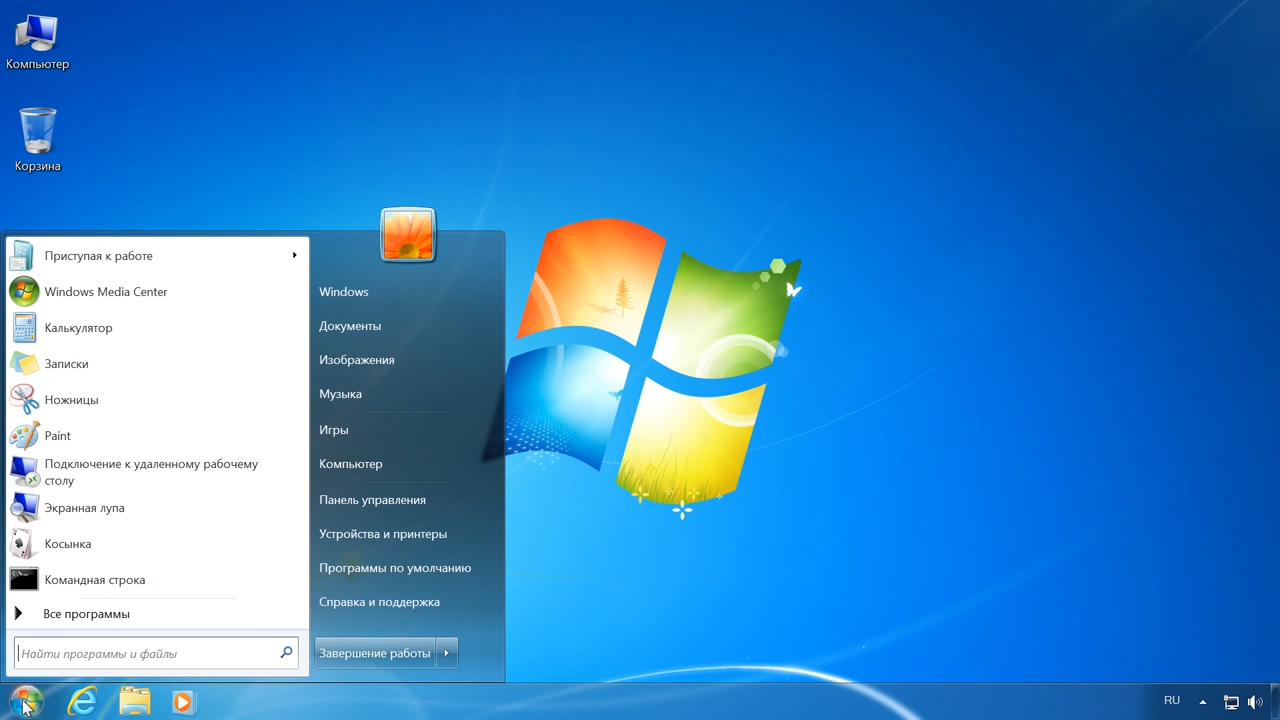 Компьютер
Корзина
Приступая к работе
Windows Media Center
Калькулятор
Записки
Ножницы
Paint
Подключение к удаленному рабочему
столу
Экранная лупа
Косынка
Командная строка
Все программы
Найти программы и файлы
Windows
Документы
Изображения
Музыка
Игры
Компьютер
Панель управления
Устройства и принтеры
Программы по умолчанию
Справка и поддержка
Завершение работы
RU